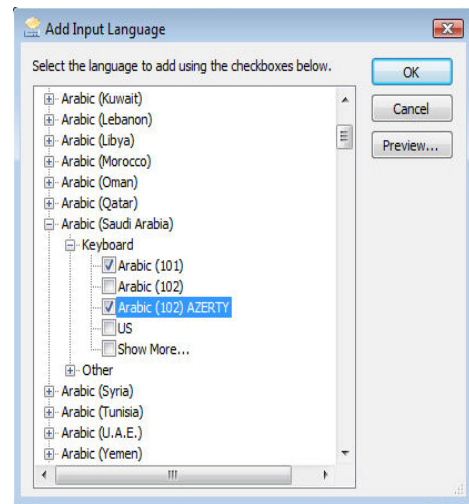 Add Input Language
Select the language to add using the checkboxes below.
OK
Cancel
Preview...
Arabic (Kuwait)
Arabic (Lebanon)
Arabic (Libya)
Arabic (Morocco)
Arabic (Oman)
Arabic (Qatar)
Arabic (Saudi Arabia)
Keyboard
Arabic (101)
Arabic (102)
Arabic (102) AZERTY
US
Show More...
Other
Arabic (Syria)
Arabic (Tunisia)
Arabic (U.A.E.)
Arabic (Yemen)